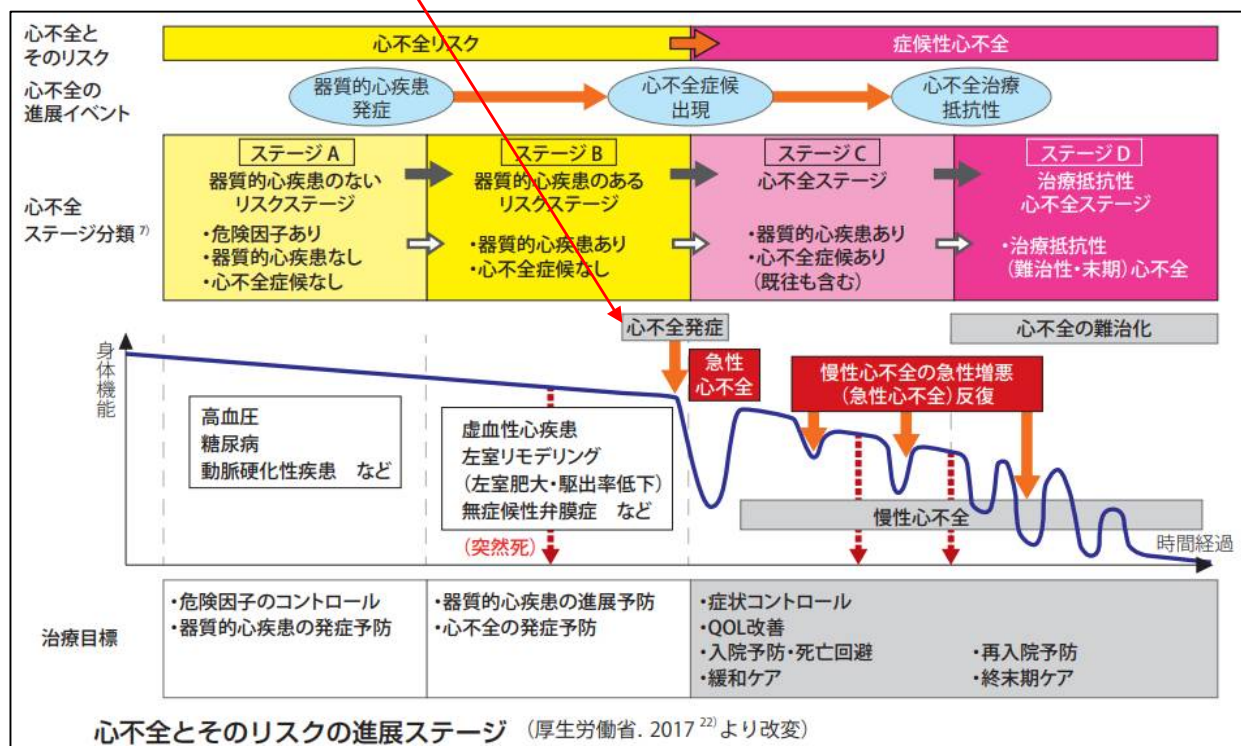 心不全と
そのリスク
心不全リスク
症候性心不全
心不全の
進展イベント
器質的心疾患
発症
心不全症候
出現
心不全治療
抵抗性
心不全
ステージ分類 7)
ステージ A
器質的心疾患のない
リスクステージ
・危険因子あり
・器質的心疾患なし
・心不全症候なし
ステージ B
器質的心疾患のある
リスクステージ
・器質的心疾患あり
・心不全症候なし
ステージ C
心不全ステージ
・器質的心疾患あり
・心不全症候あり
(既往も含む)
ステージ D
治療抵抗性
心不全ステージ
・治療抵抗性
(難治性・末期)心不全
心不全発症
心不全の難治化
身体機能
急性
心不全
慢性心不全の急性増悪
(急性心不全)反復
高血圧
糖尿病
動脈硬化性疾患 など
虚血性心疾患
左室リモデリング
(左室肥大・駆出率低下)
無症候性弁膜症 など
(突然死)
慢性心不全
時間経過
治療目標
・危険因子のコントロール
・器質的心疾患の発症予防
・器質的心疾患の進展予防
・心不全の発症予防
・症状コントロール
・QOL改善
・入院予防・死亡回避
・緩和ケア
・再入院予防
・終末期ケア
心不全とそのリスクの進展ステージ (厚生労働省. 2017 22)より改変)